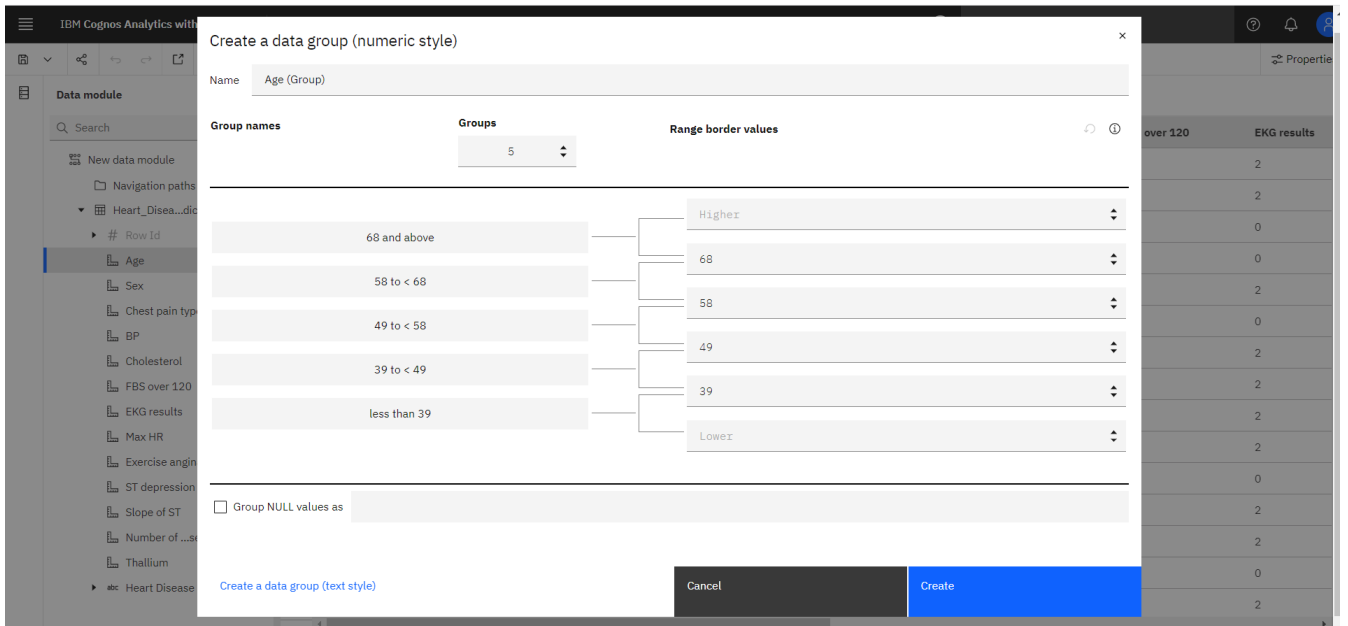 IBM Cognos Analytics with
Create a data group (numeric style)
Name
Age (Group)
Propertie
Data module
Search
Group names
Groups
5
Range border values
over 120
EKG results
New data module
Navigation paths
Heart_Disea...dic
# Row Id
Age
Sex
Chest pain typ
BP
Cholesterol
FBS over 120
EKG results
Max HR
Exercise angin
ST depression
Slope of ST
Number of ...se
Thallium
abc Heart Disease
68 and above
58 to < 68
49 to < 58
39 to < 49
less than 39
Higher
68
58
49
39
Lower
Group NULL values as
Create a data group (text style)
Cancel
Create
2
2
0
0
2
0
2
2
2
2
0
2
2
0
2